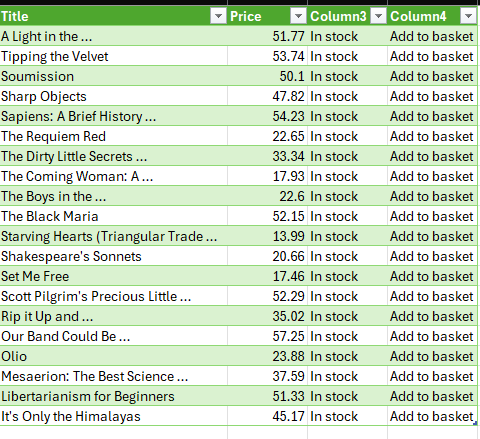 Title Price Column3 Column4
A Light in the ... 51.77 In stock Add to basket
Tipping the Velvet 53.74 In stock Add to basket
Soumission 50.1 In stock Add to basket
Sharp Objects 47.82 In stock Add to basket
Sapiens: A Brief History ... 54.23 In stock Add to basket
The Requiem Red 22.65 In stock Add to basket
The Dirty Little Secrets ... 33.34 In stock Add to basket
The Coming Woman: A ... 17.93 In stock Add to basket
The Boys in the ... 22.6 In stock Add to basket
The Black Maria 52.15 In stock Add to basket
Starving Hearts (Triangular Trade ... 13.99 In stock Add to basket
Shakespeare's Sonnets 20.66 In stock Add to basket
Set Me Free 17.46 In stock Add to basket
Scott Pilgrim's Precious Little ... 52.29 In stock Add to basket
Rip it Up and ... 35.02 In stock Add to basket
Our Band Could Be ... 57.25 In stock Add to basket
Olio 23.88 In stock Add to basket
Mesaerion: The Best Science ... 37.59 In stock Add to basket
Libertarianism for Beginners 51.33 In stock Add to basket
It's Only the Himalayas 45.17 In stock Add to basket